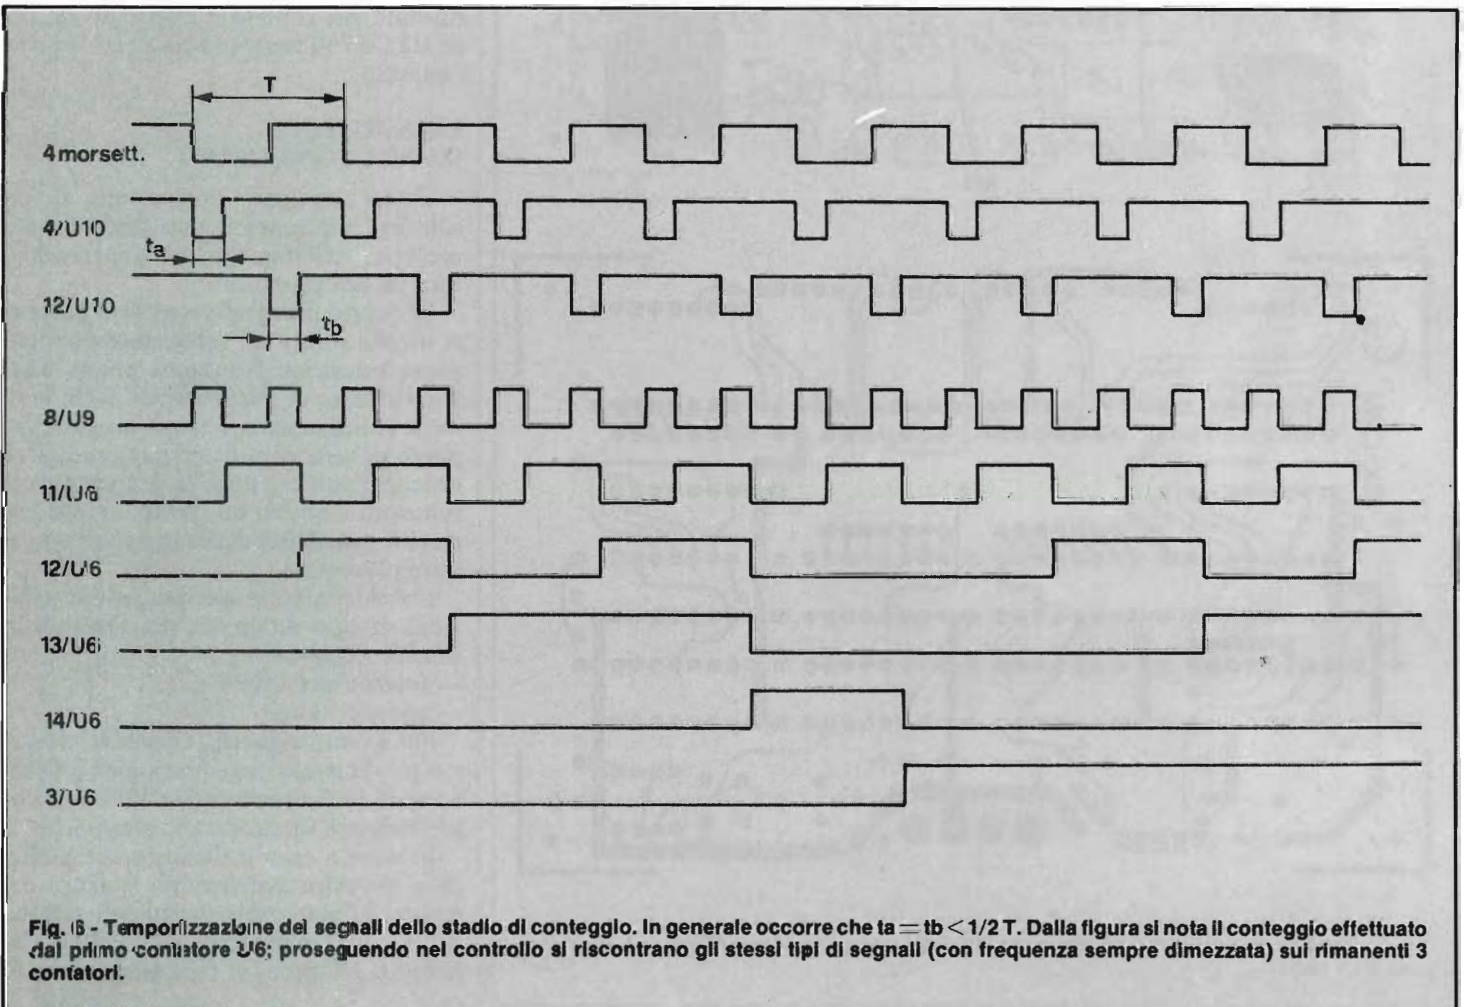 T
4 morsett.
4/U10
ta
12/U10
tb
8/U9
11/U6
12/U6
13/U6
14/U6
3/U6
Fig. 6 - Temporizzazione dei segnali dello stadio di conteggio. In generale occorre che ta = tb < 1/2 T. Dalla figura si nota il conteggio effettuato
dal primo contatore U6; proseguendo nel controllo si riscontrano gli stessi tipi di segnali (con frequenza sempre dimezzata) sui rimanenti 3
contatori.